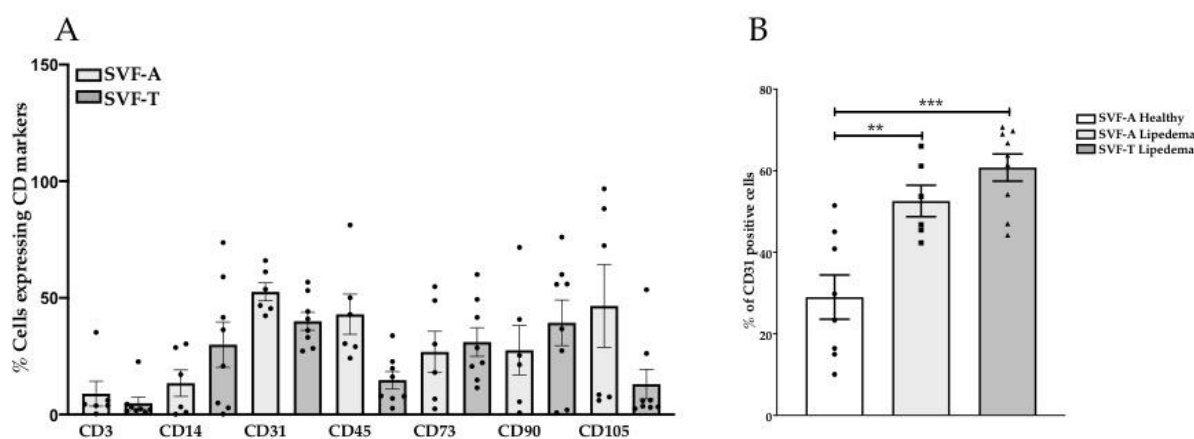 A
% Cells expressing CD markers
150
100
50
0
SVF-A
SVF-T
CD3 CD14 CD31 CD45 CD73 CD90 CD105
B
% of CD31 positive cells
80
60
40
20
0
***
**
SVF-A Healthy
SVF-A Lipedema
SVF-T Lipedema